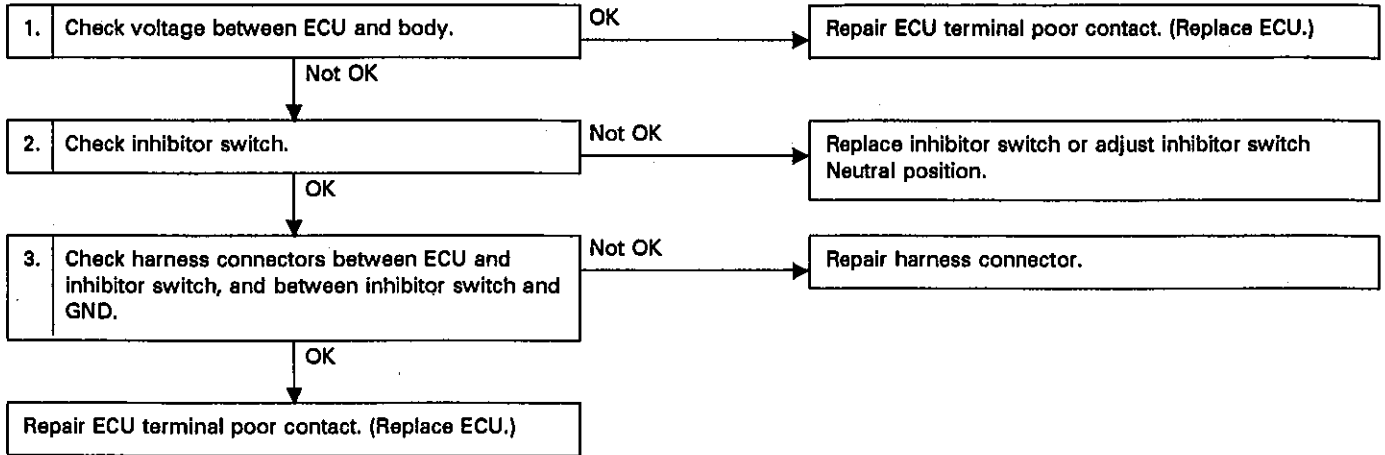 1. Check voltage between ECU and body.
OK
Repair ECU terminal poor contact. (Replace ECU.)
Not OK
2. Check inhibitor switch.
Not OK
Replace inhibitor switch or adjust inhibitor switch
Neutral position.
OK
3. Check harness connectors between ECU and
inhibitor switch, and between inhibitor switch and
GND.
Not OK
Repair harness connector.
OK
Repair ECU terminal poor contact. (Replace ECU.)